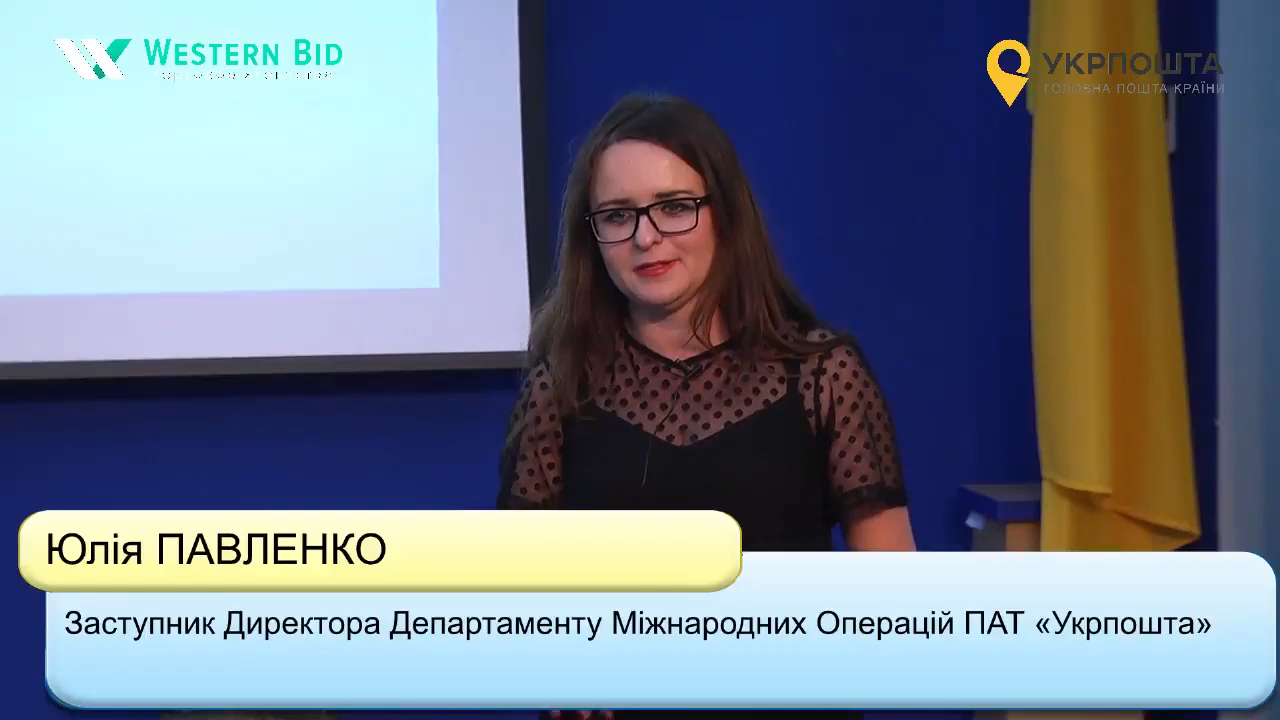 WESTERN BID
УКРПОШТА
ГОЛОВНА ПОШТА КРАЇНИ
Юлія ПАВЛЕНКО
Заступник Директора Департаменту Міжнародних Операцій ПАТ «Укрпошта»